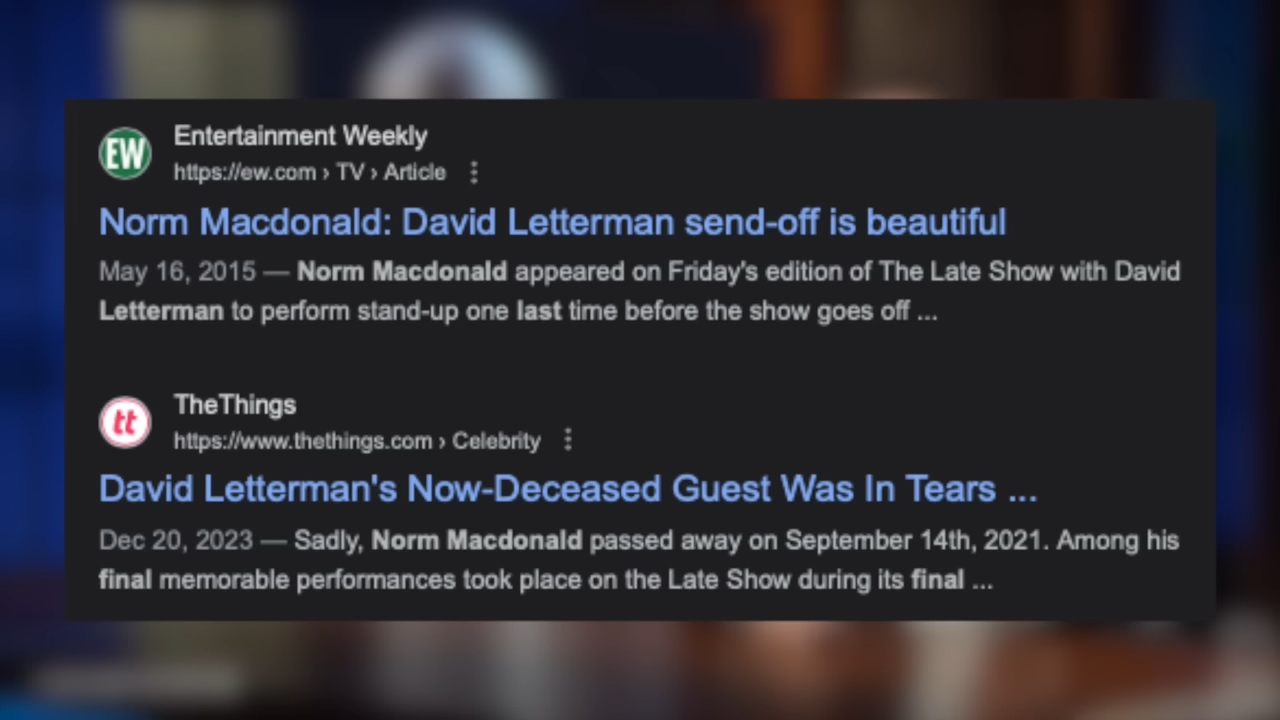 EW
Entertainment Weekly
https://ew.com › TV › Article
Norm Macdonald: David Letterman send-off is beautiful
May 16, 2015 — Norm Macdonald appeared on Friday's edition of The Late Show with David
Letterman to perform stand-up one last time before the show goes off ...
tt
TheThings
https://www.thethings.com › Celebrity
David Letterman's Now-Deceased Guest Was In Tears ...
Dec 20, 2023 — Sadly, Norm Macdonald passed away on September 14th, 2021. Among his
final memorable performances took place on the Late Show during its final ...